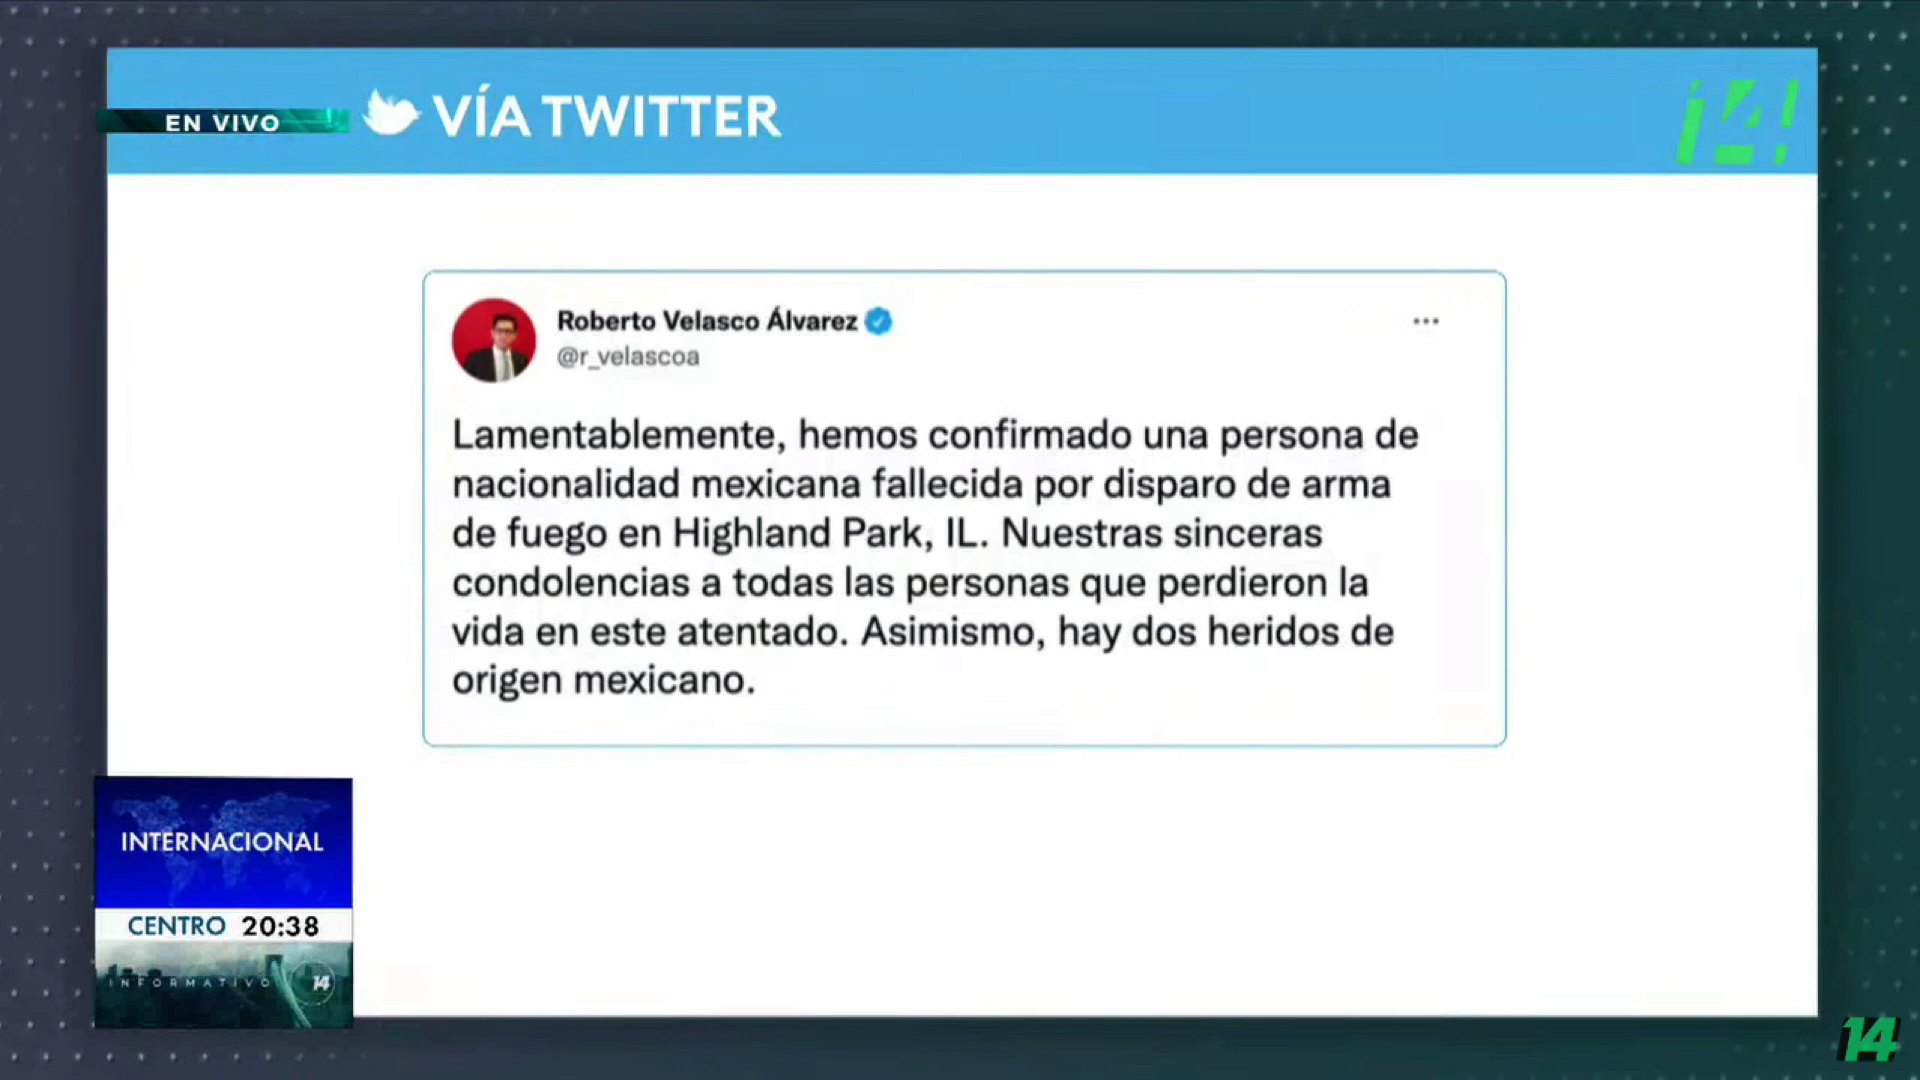 EN VIVO
VÍA TWITTER
¡14!
Roberto Velasco Álvarez
@r_velascoa
Lamentablemente, hemos confirmado una persona de
nacionalidad mexicana fallecida por disparo de arma
de fuego en Highland Park, IL. Nuestras sinceras
condolencias a todas las personas que perdieron la
vida en este atentado. Asimismo, hay dos heridos de
origen mexicano.
INTERNACIONAL
CENTRO 20:38
INFORMATIVO 14
14